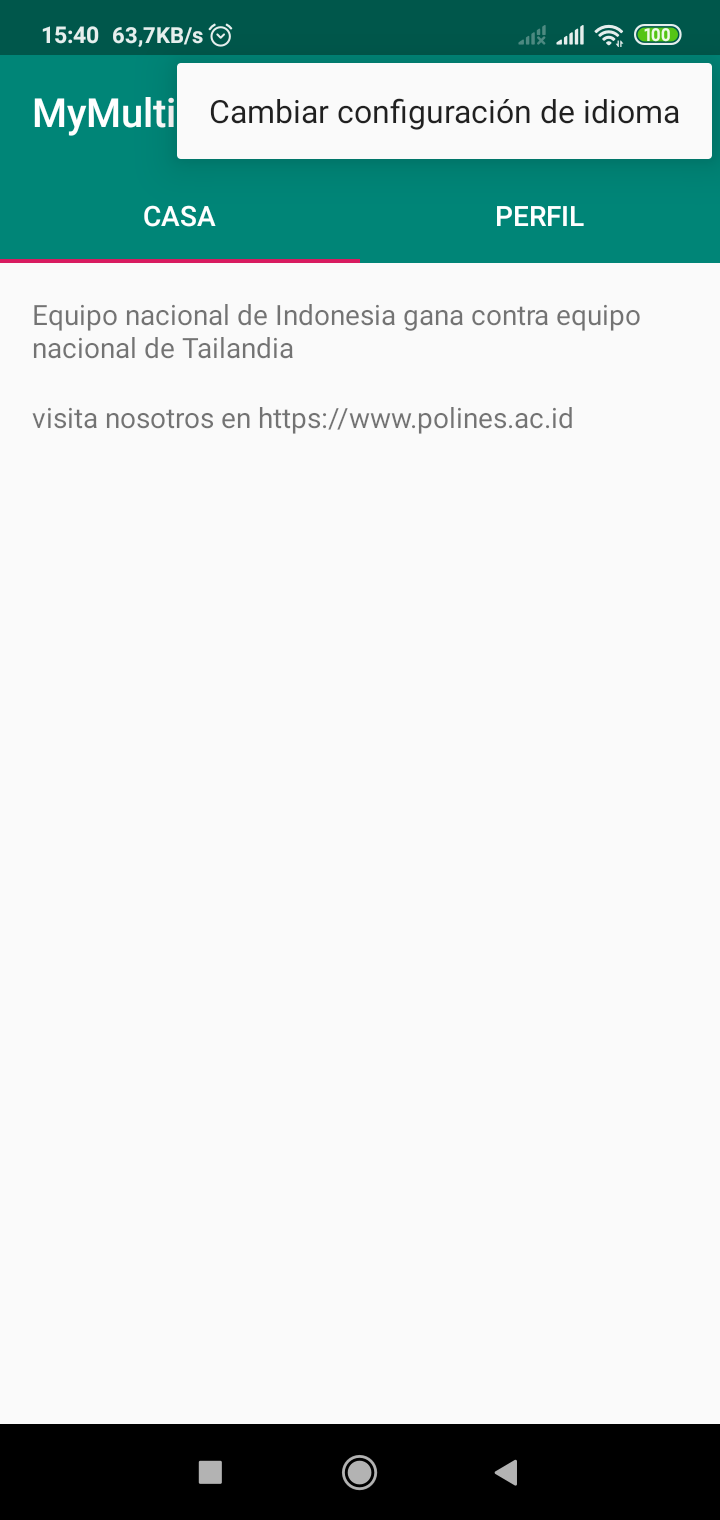 15:40 63,7KB/s 100
MyMulti
Cambiar configuración de idioma
CASA PERFIL
Equipo nacional de Indonesia gana contra equipo
nacional de Tailandia
visita nosotros en https://www.polines.ac.id